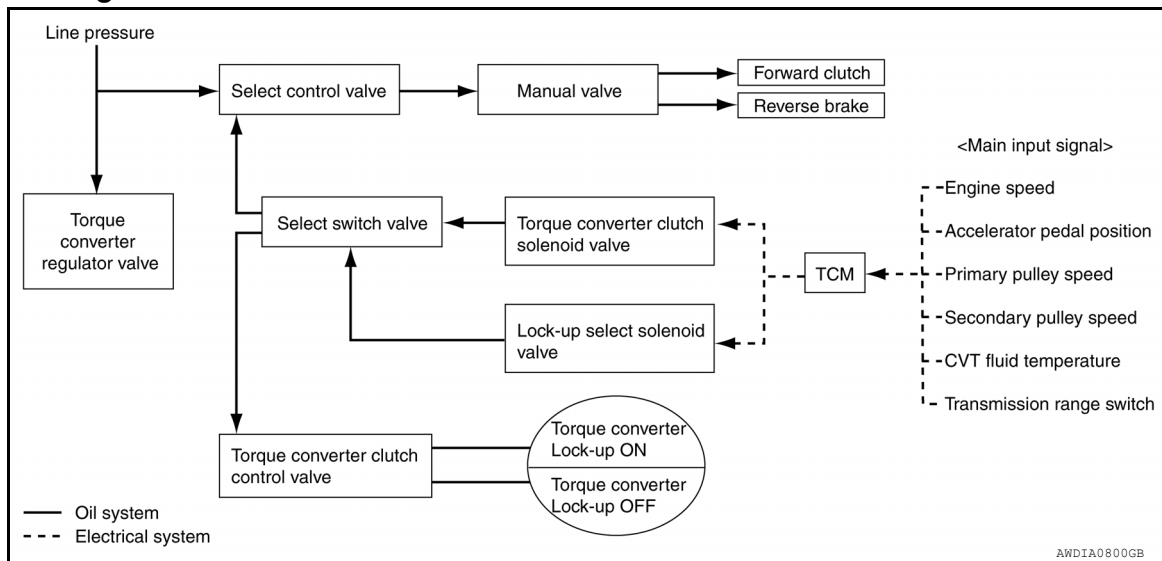 Line pressure
Select control valve
Manual valve
Forward clutch
Reverse brake
<Main input signal>
Torque
converter
regulator valve
Select switch valve
Torque converter clutch
solenoid valve
Lock-up select solenoid
valve
TCM
Engine speed
Accelerator pedal position
Primary pulley speed
Secondary pulley speed
CVT fluid temperature
Transmission range switch
Torque converter clutch
control valve
Torque converter
Lock-up ON
Torque converter
Lock-up OFF
Oil system
Electrical system
AWDIA0800GB